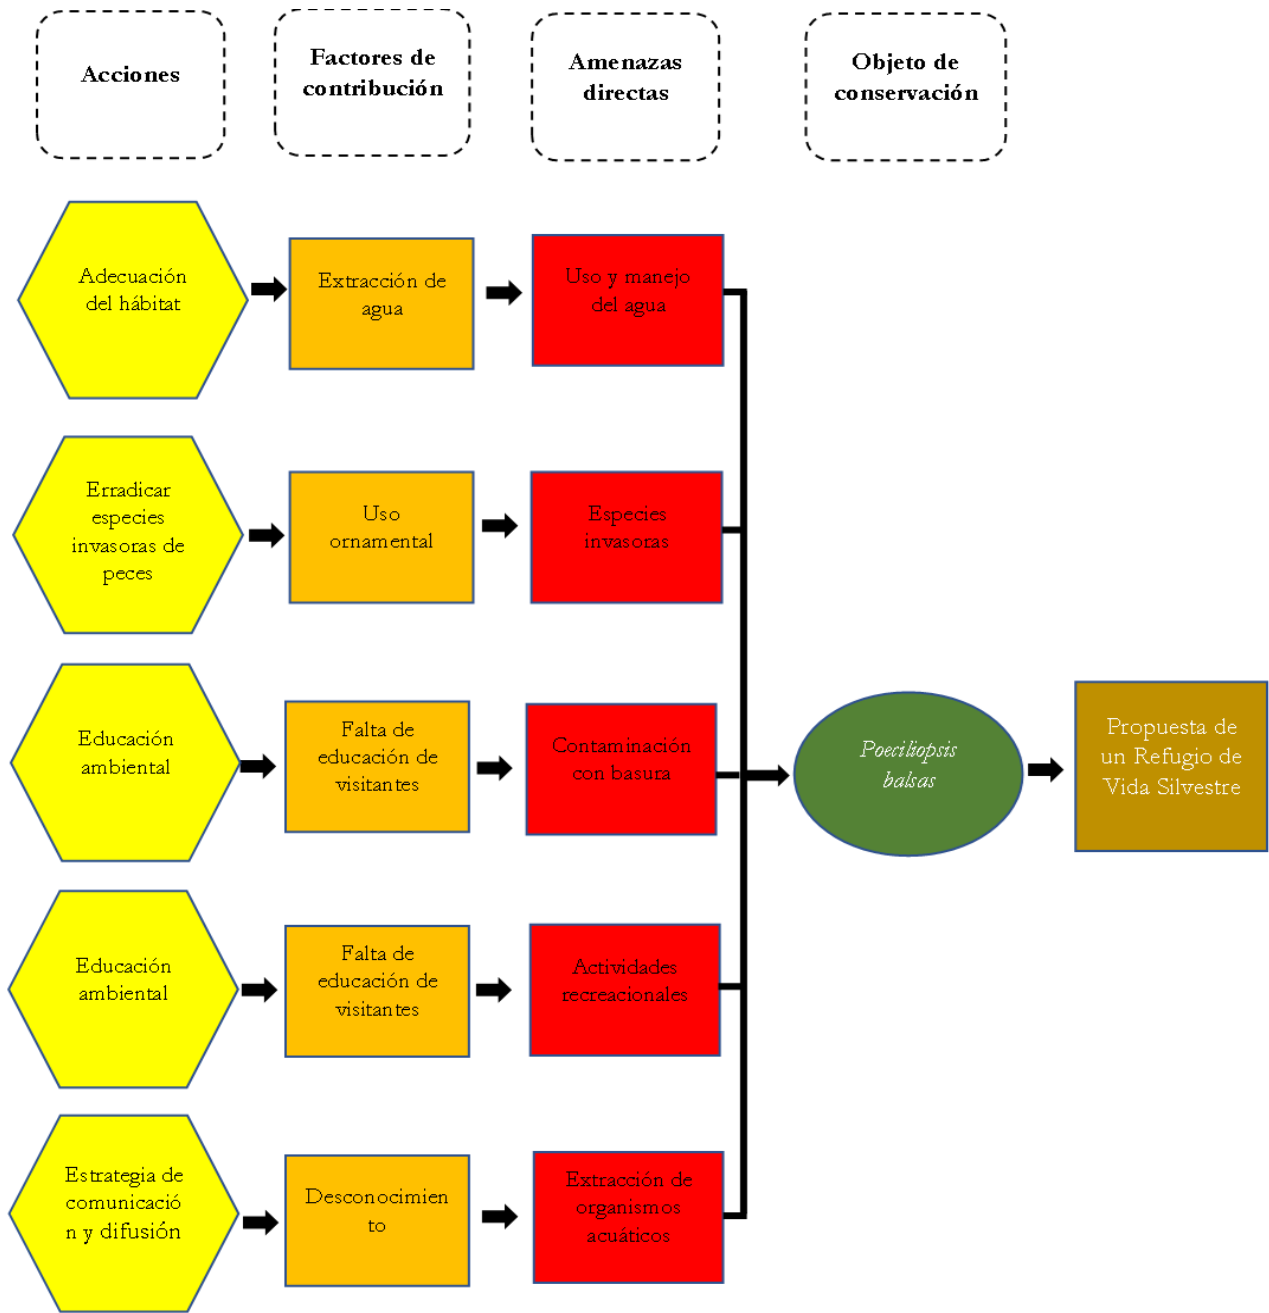 Acciones
Factores de
contribución
Amenazas
directas
Objeto de
conservación
Adecuación
del hábitat
Extracción de
agua
Uso y manejo
del agua
Erradicar
especies
invasoras de
peces
Uso
ornamental
Especies
invasoras
Educación
ambiental
Falta de
educación de
visitantes
Contaminación
con basura
Poeciliopsis
balsas
Propuesta de
un Refugio de
Vida Silvestre
Educación
ambiental
Falta de
educación de
visitantes
Actividades
recreacionales
Estrategia de
comunicació
n y difusión
Desconocimie
nto
Extracción de
organismos
acuáticos